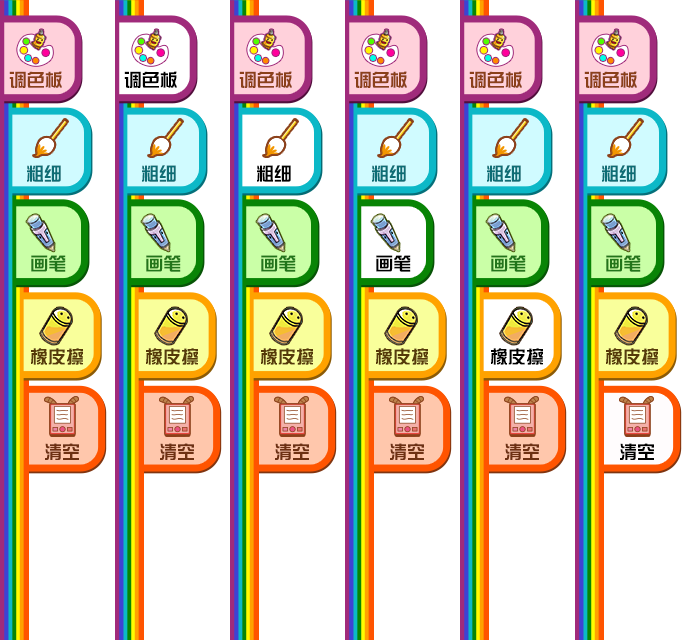 调色板 调色板 调色板 调色板 调色板 调色板
粗细 粗细 粗细 粗细 粗细 粗细
画笔 画笔 画笔 画笔 画笔 画笔
橡皮擦 橡皮擦 橡皮擦 橡皮擦 橡皮擦 橡皮擦
清空 清空 清空 清空 清空 清空